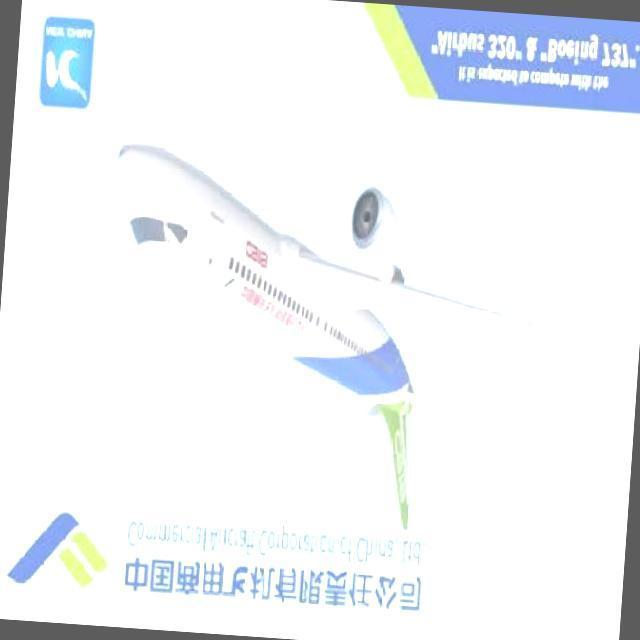 中国商用飞机有限责任公司
Commercial Aircraft Corporation of China, Ltd
C919
It is expected to compete with the
"Airbus 320" & "Boeing 737".